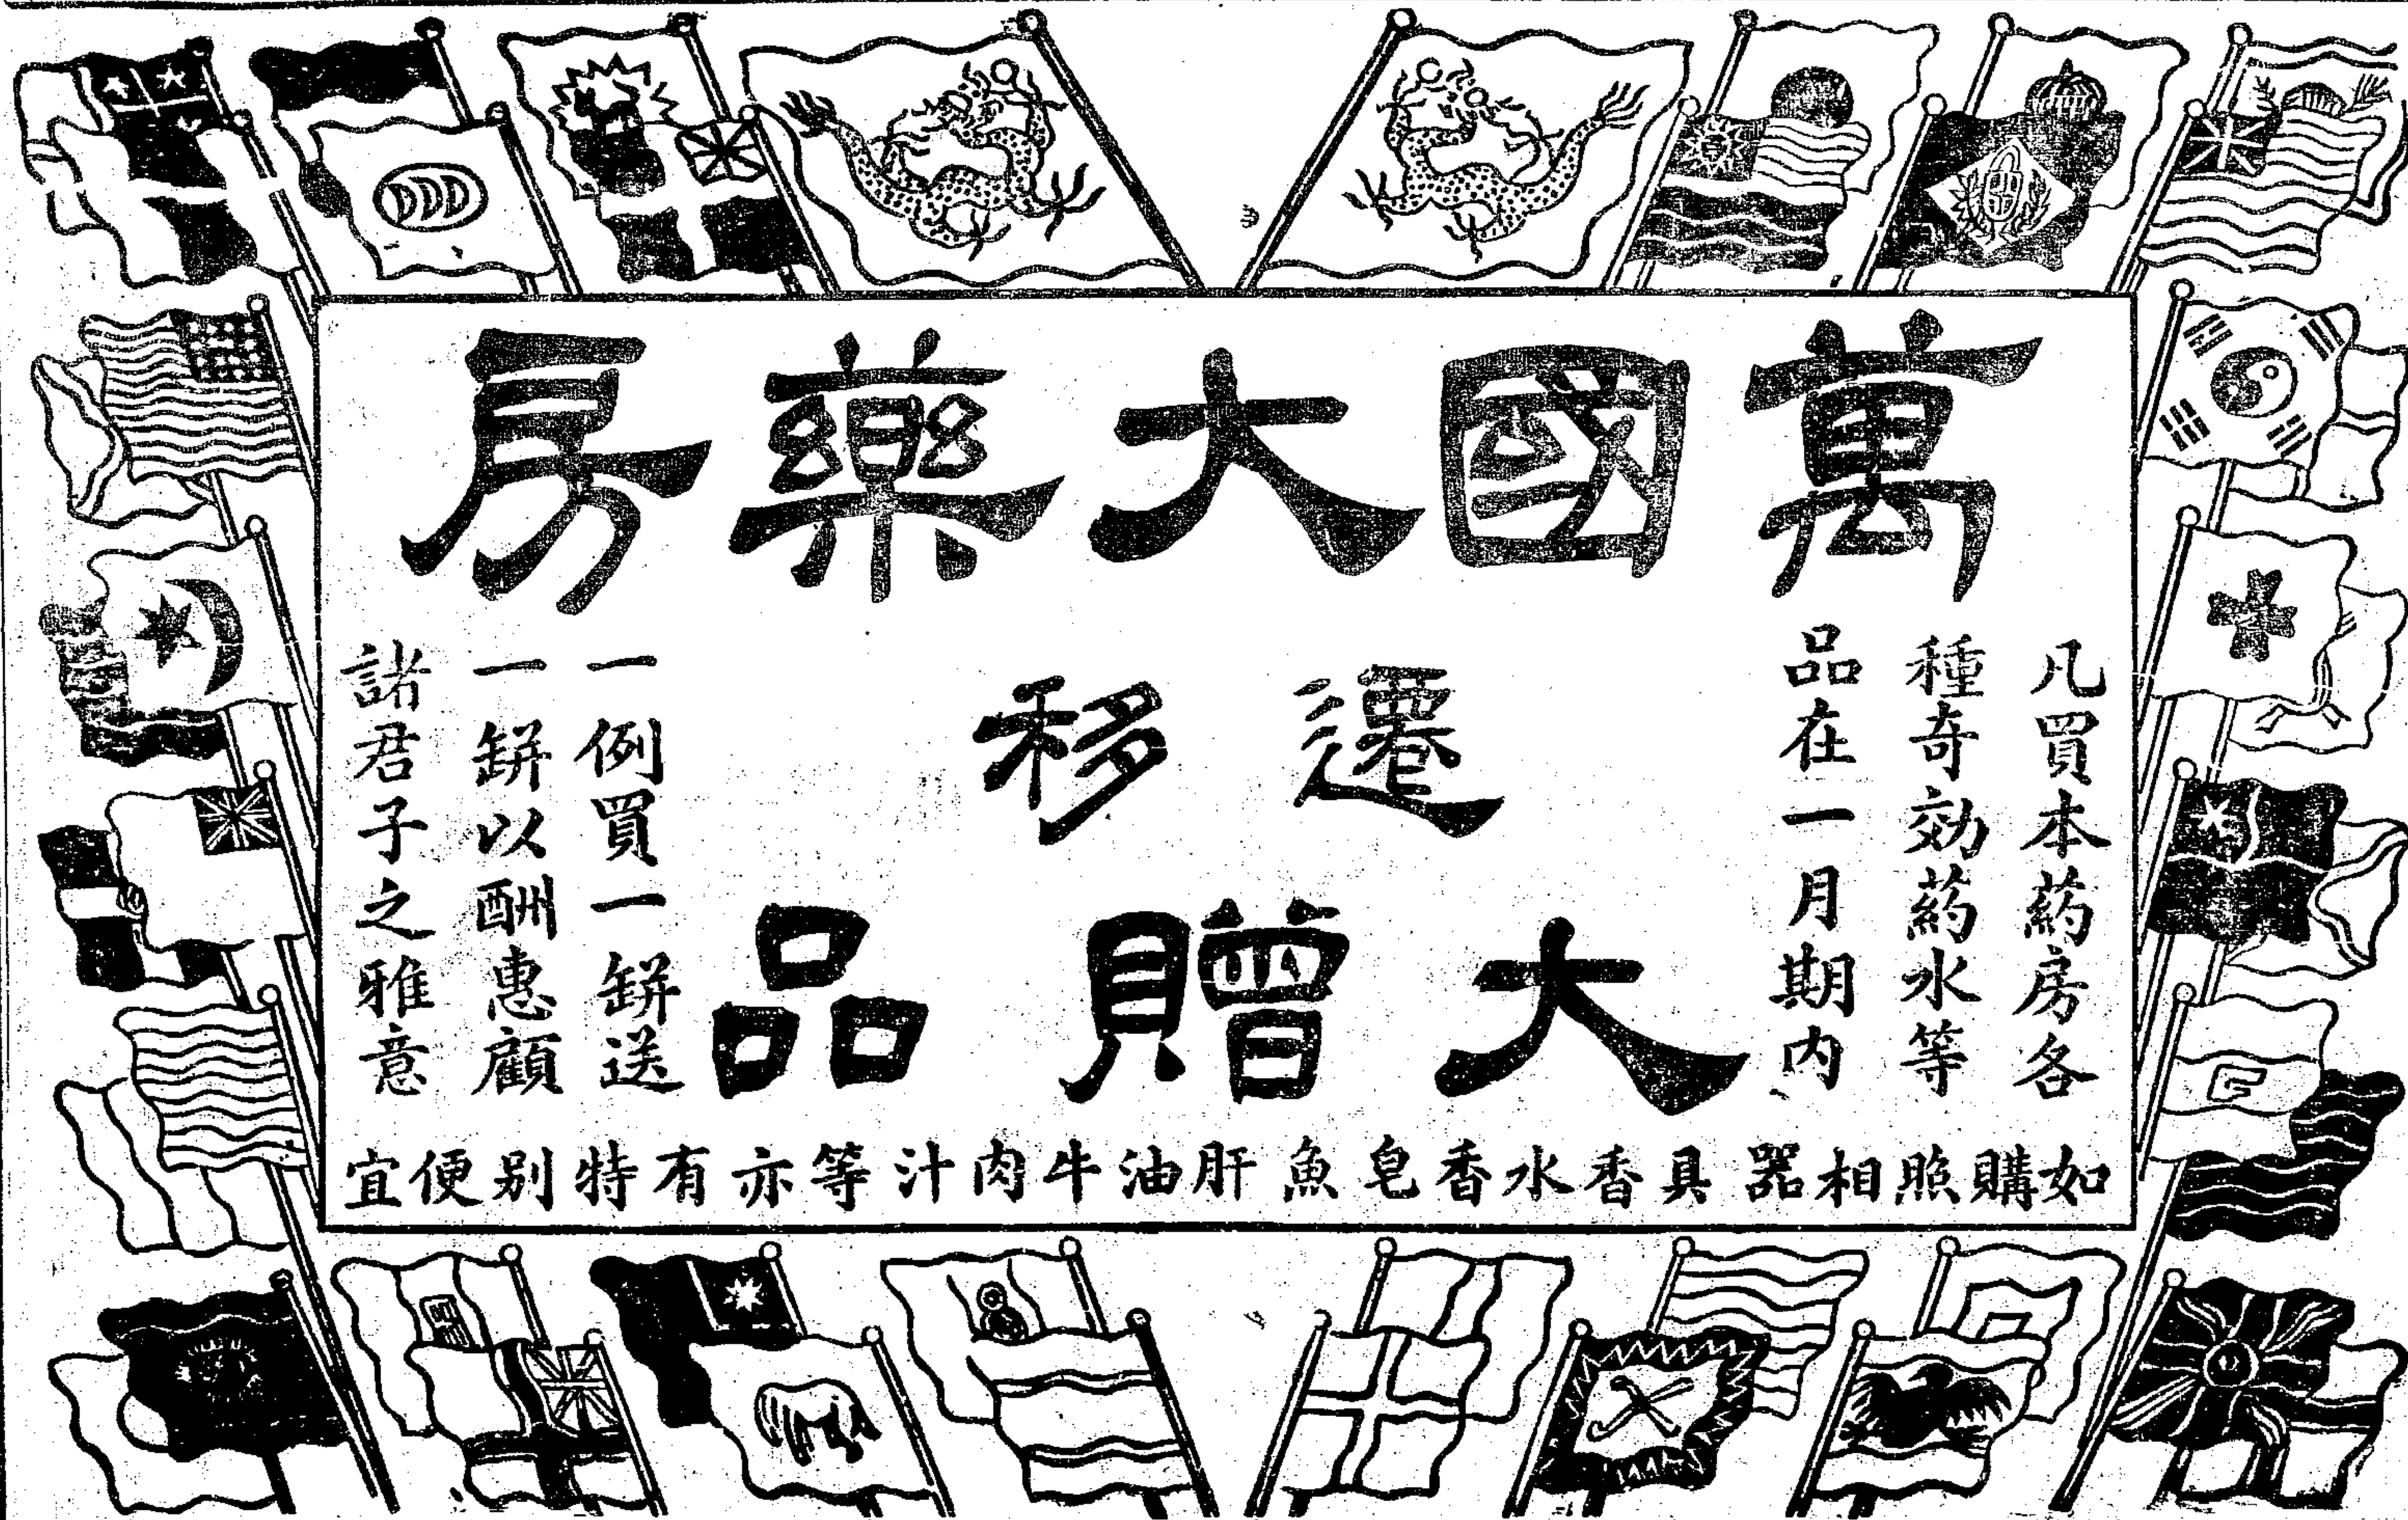 萬國大藥房
遷移
大贈品
凡買本葯房各
種奇効葯水等
品在一月期内
一例買一缾送
一缾以酬惠顧
諸君子之雅意
如購照相器具香水香皂魚肝油牛肉汁等亦有特别便宜